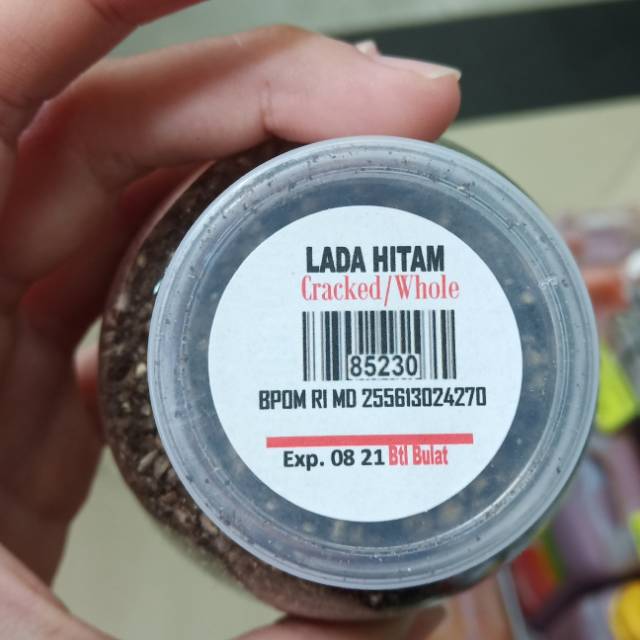 LADA HITAM
Cracked/Whole
85230
BPOM RI MD 255613024270
Exp. 08 21 Btl Bulat